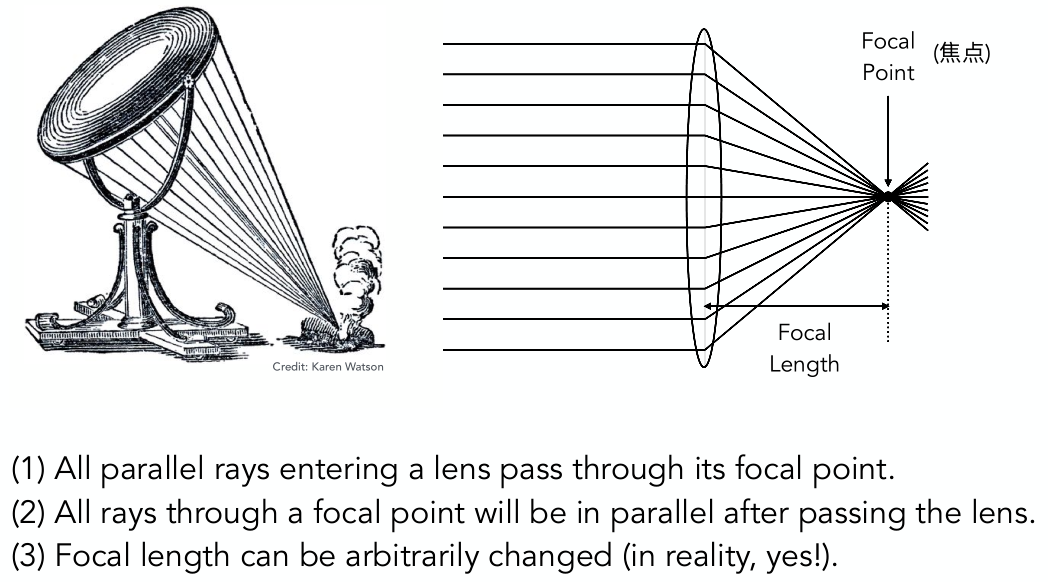 Focal
Point
(焦点)
Focal
Length
Credit: Karen Watson
(1) All parallel rays entering a lens pass through its focal point.
(2) All rays through a focal point will be in parallel after passing the lens.
(3) Focal length can be arbitrarily changed (in reality, yes!).